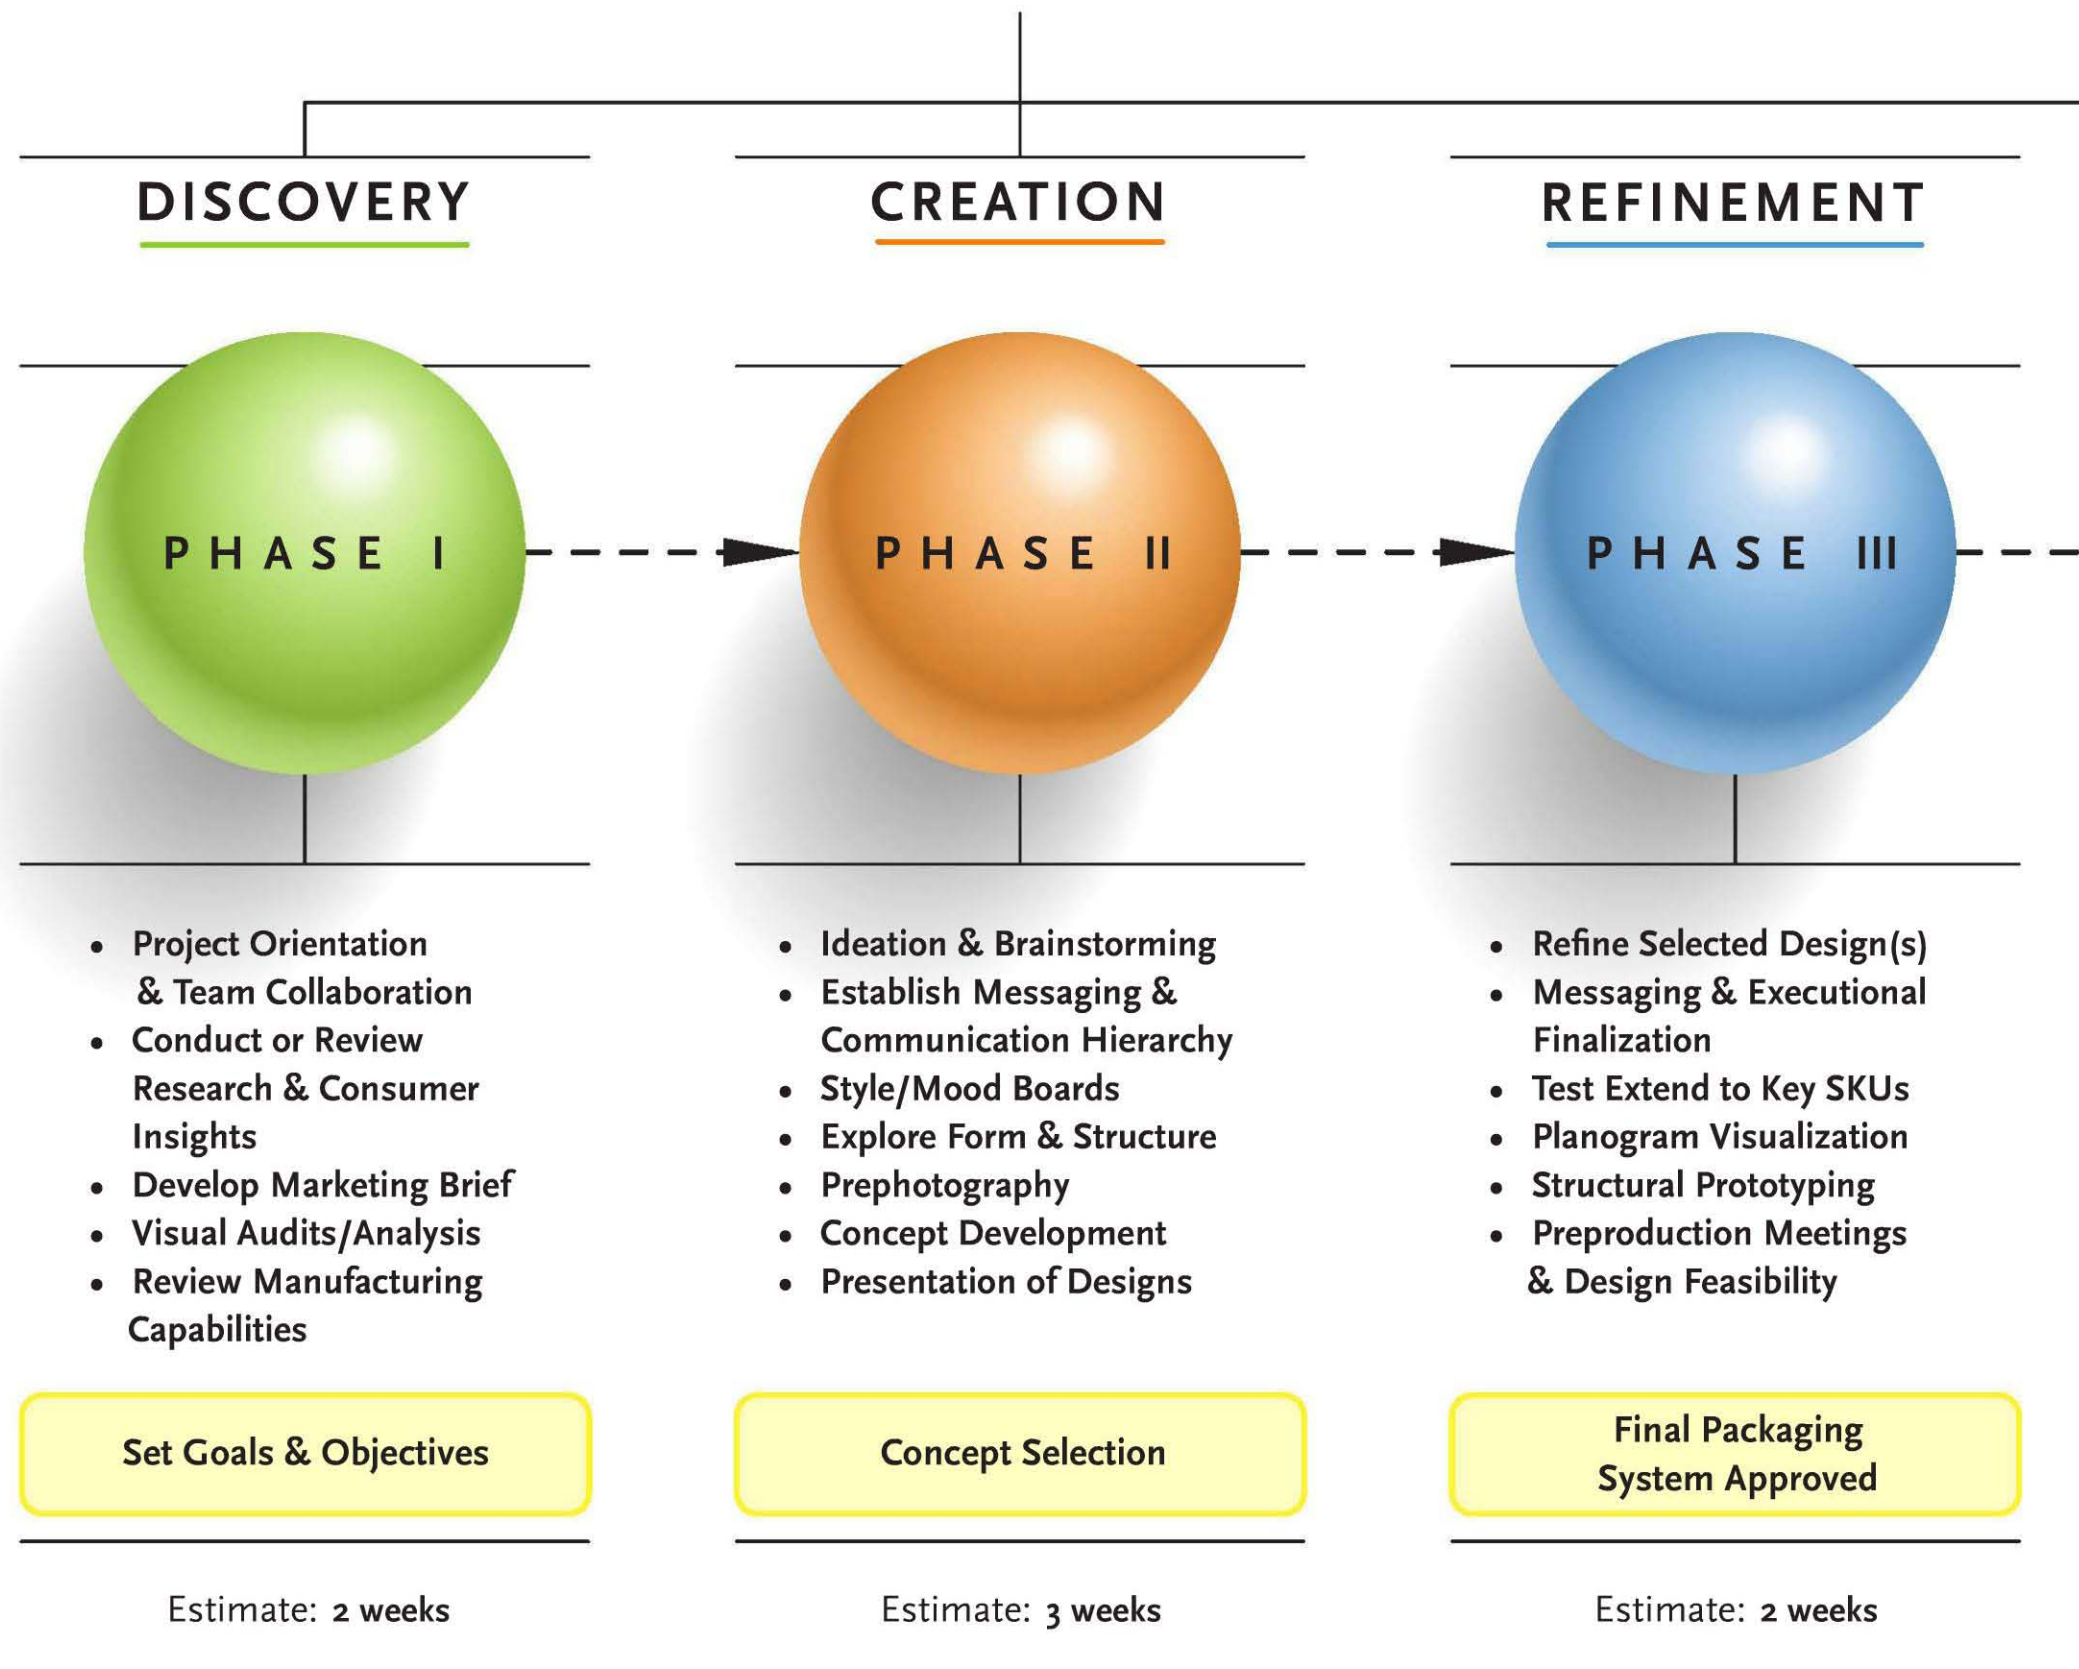 DISCOVERY
CREATION
REFINEMENT
PHASE I
PHASE II
PHASE III
• Project Orientation
& Team Collaboration
• Conduct or Review
Research & Consumer
Insights
• Develop Marketing Brief
• Visual Audits/Analysis
• Review Manufacturing
Capabilities
• Ideation & Brainstorming
• Establish Messaging &
Communication Hierarchy
• Style/Mood Boards
• Explore Form & Structure
• Prephotography
• Concept Development
• Presentation of Designs
• Refine Selected Design(s)
• Messaging & Executional
Finalization
• Test Extend to Key SKUs
• Planogram Visualization
• Structural Prototyping
• Preproduction Meetings
& Design Feasibility
Set Goals & Objectives
Concept Selection
Final Packaging
System Approved
Estimate: 2 weeks
Estimate: 3 weeks
Estimate: 2 weeks